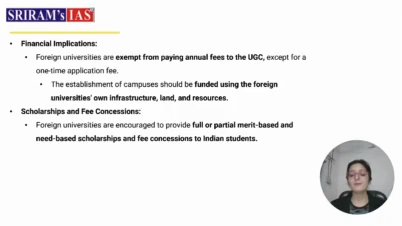 SRIRAM's IAS
• Financial Implications:
• Foreign universities are exempt from paying annual fees to the UGC, except for a
one-time application fee.
• The establishment of campuses should be funded using the foreign
universities' own infrastructure, land, and resources.
• Scholarships and Fee Concessions:
• Foreign universities are encouraged to provide full or partial merit-based and
need-based scholarships and fee concessions to Indian students.